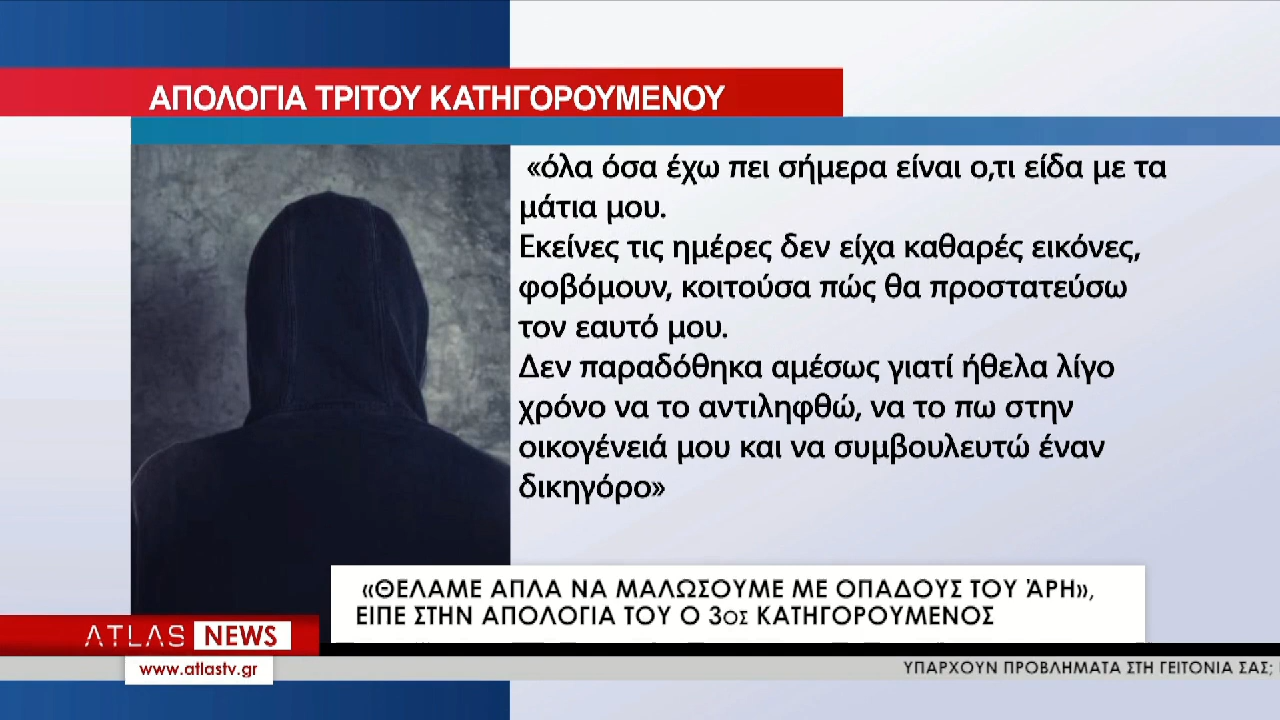 ΑΠΟΛΟΓΙΑ ΤΡΙΤΟΥ ΚΑΤΗΓΟΡΟΥΜΕΝΟΥ
«όλα όσα έχω πει σήμερα είναι ο,τι είδα με τα
μάτια μου.
Εκείνες τις ημέρες δεν είχα καθαρές εικόνες,
φοβόμουν, κοιτούσα πώς θα προστατεύσω
τον εαυτό μου.
Δεν παραδόθηκα αμέσως γιατί ήθελα λίγο
χρόνο να το αντιληφθώ, να το πω στην
οικογένειά μου και να συμβουλευτώ έναν
δικηγόρο»
«ΘΕΛΑΜΕ ΑΠΛΑ ΝΑ ΜΑΛΩΣΟΥΜΕ ΜΕ ΟΠΑΔΟΥΣ ΤΟΥ ΆΡΗ»,
ΕΙΠΕ ΣΤΗΝ ΑΠΟΛΟΓΙΑ ΤΟΥ Ο 3ος ΚΑΤΗΓΟΡΟΥΜΕΝΟΣ
ATLAS NEWS
www.atlastv.gr
ΥΠΑΡΧΟΥΝ ΠΡΟΒΛΗΜΑΤΑ ΣΤΗ ΓΕΙΤΟΝΙΑ ΣΑΣ;